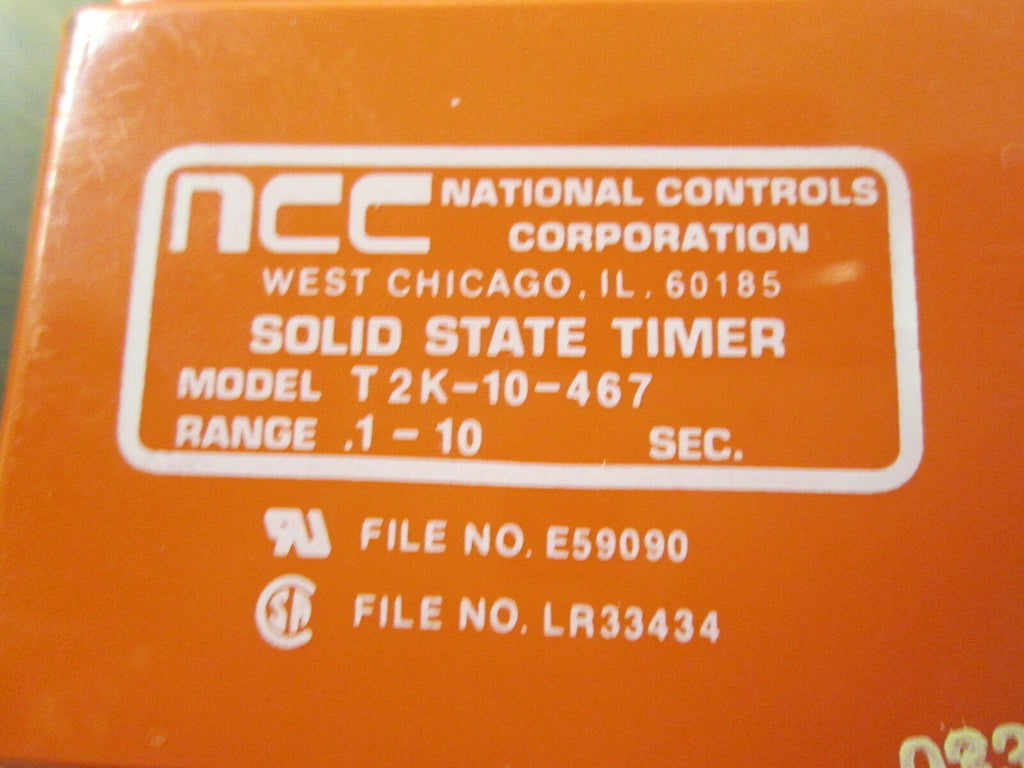 ncc NATIONAL CONTROLS
CORPORATION
WEST CHICAGO, IL. 60185
SOLID STATE TIMER
MODEL T2K-10-467
RANGE .1 - 10 SEC.
FILE NO. E59090
FILE NO. LR33434